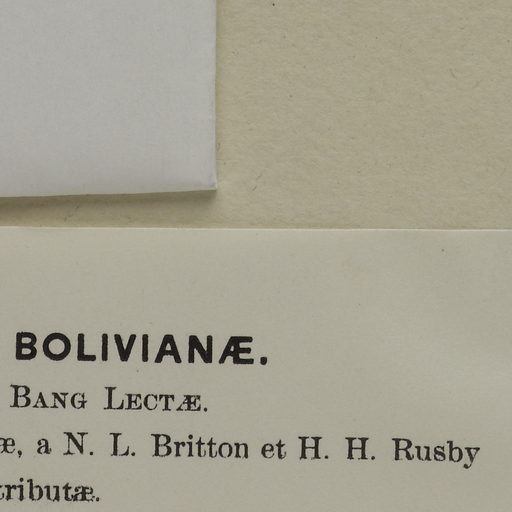 BOLIVIANÆ.
BANG LECTÆ.
æ, a N. L. Britton et H. H. Rusby
tributæ.